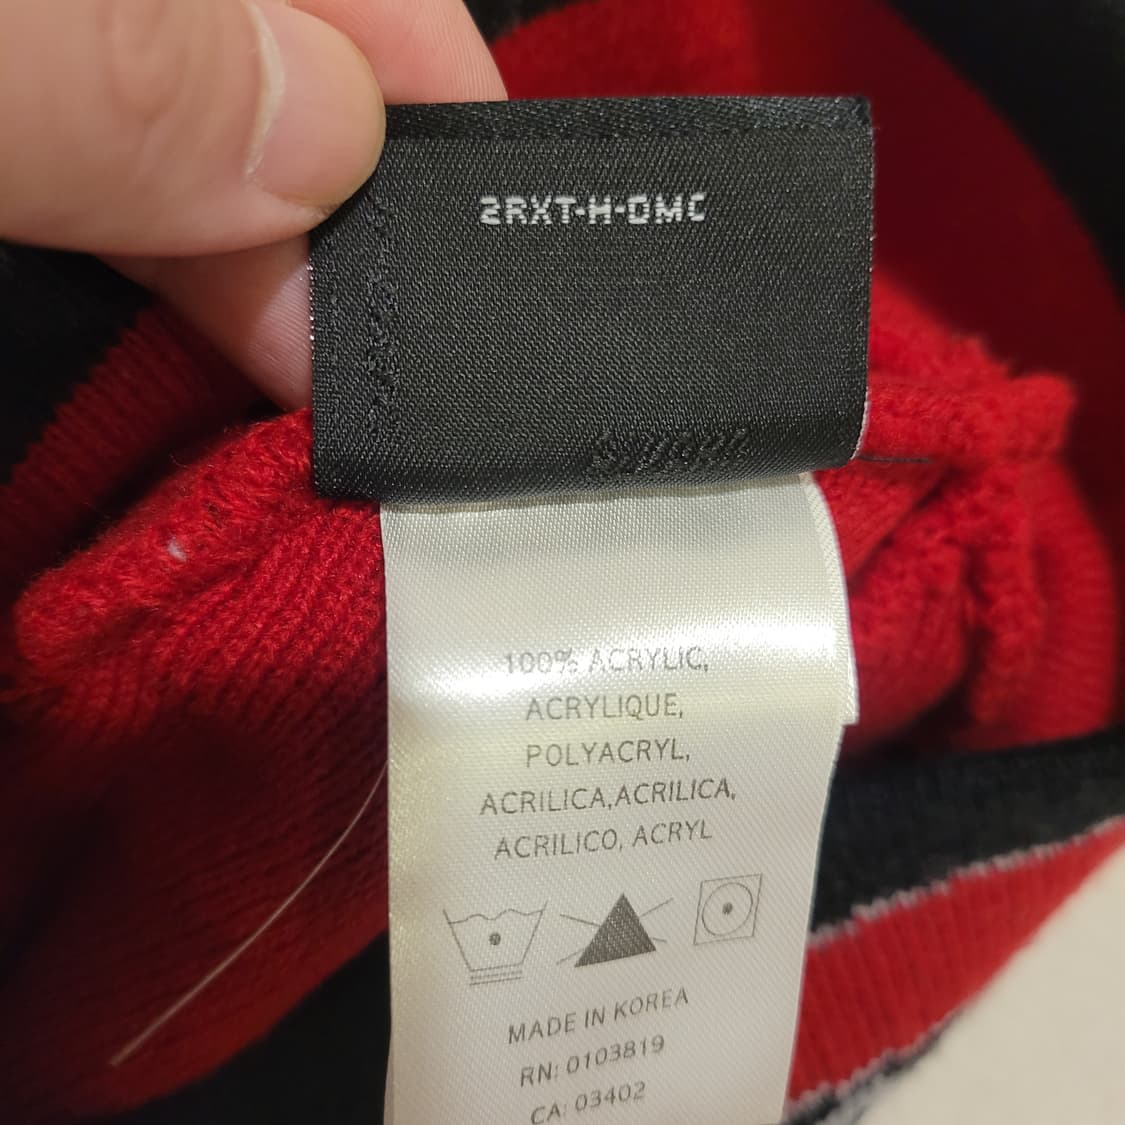 2RXT-H-DMC
100% ACRYLIC,
ACRYLIQUE,
POLYACRYL,
ACRILICA,ACRILICA,
ACRILICO, ACRYL
MADE IN KOREA
RN: 0103819
CA: 03402